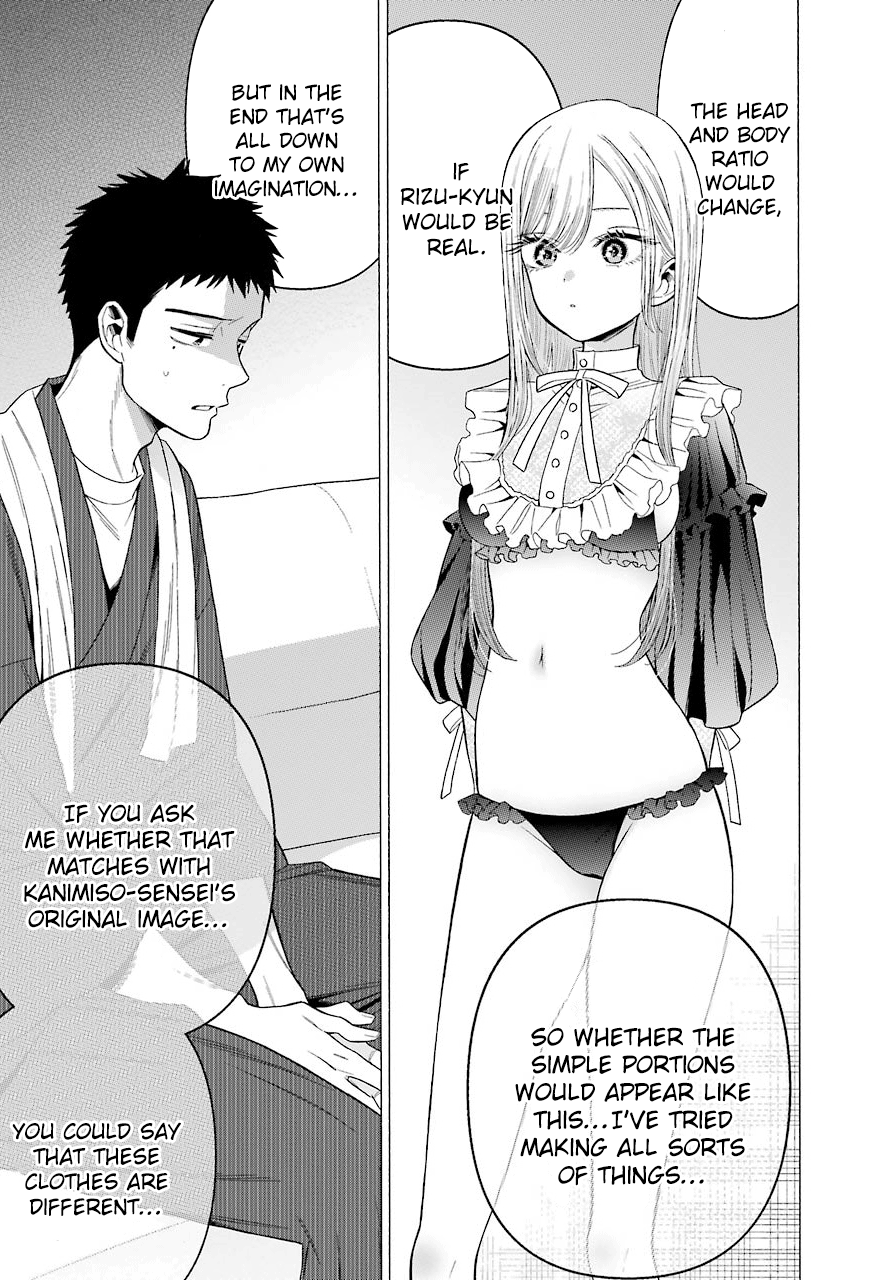 THE HEAD
AND BODY
RATIO
WOULD
CHANGE,
IF
RIZU-KYUN
WOULD BE
REAL.
SO WHETHER THE
SIMPLE PORTIONS
WOULD APPEAR LIKE
THIS...I'VE TRIED
MAKING ALL SORTS
OF THINGS...
BUT IN THE
END THAT'S
ALL DOWN
TO MY OWN
IMAGINATION...
IF YOU ASK
ME WHETHER THAT
MATCHES WITH
KANIMISO-SENSEI'S
ORIGINAL IMAGE...
YOU COULD SAY
THAT THESE
CLOTHES ARE
DIFFERENT...